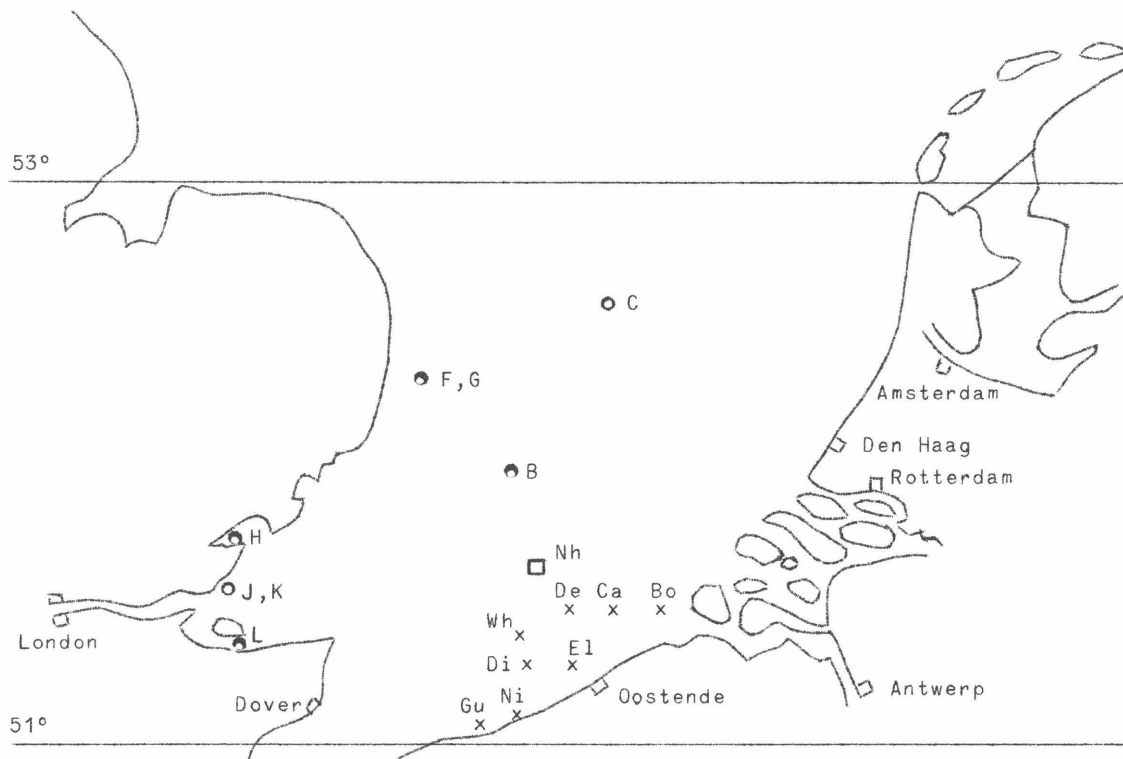 53°
C
F,G
Amsterdam
Den Haag
B
Rotterdam
H
Nh
J,K
De Ca Bo
Wh
London
L
Di El
Antwerp
Oostende
Dover
Gu Ni
51°